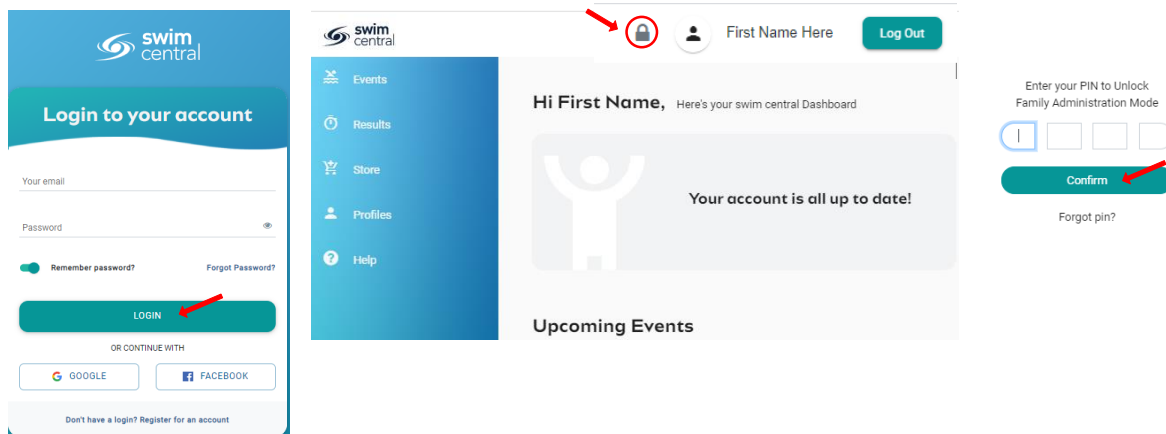 swim
central
Login to your account
Your email
Password
Remember password? Forgot Password?
LOGIN
OR CONTINUE WITH
GOOGLE FACEBOOK
Don't have a login? Register for an account
swim
central
First Name Here Log Out
Events
Results
Store
Profiles
Help
Hi First Name, Here's your swim central Dashboard
Your account is all up to date!
Upcoming Events
Enter your PIN to Unlock
Family Administration Mode
Confirm
Forgot pin?